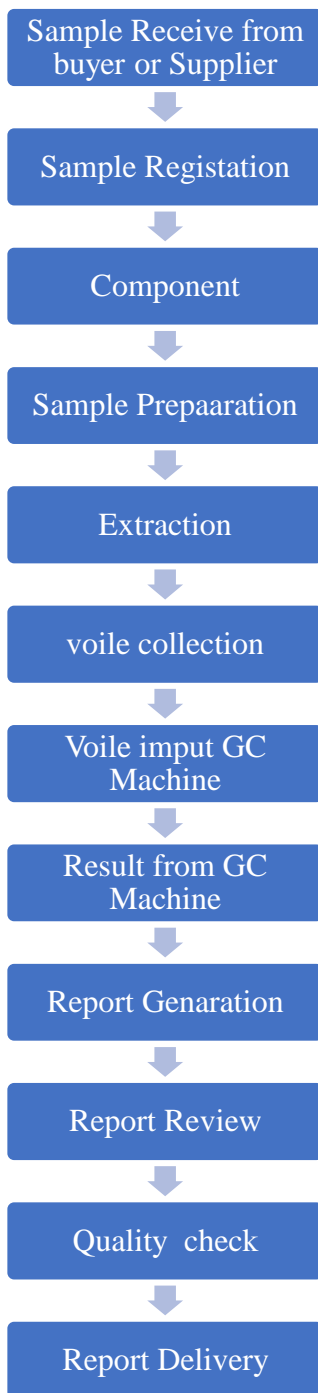 Sample Receive from
buyer or Supplier
Sample Registation
Component
Sample Prepaaration
Extraction
voile collection
Voile imput GC
Machine
Result from GC
Machine
Report Genaration
Report Review
Quality check
Report Delivery